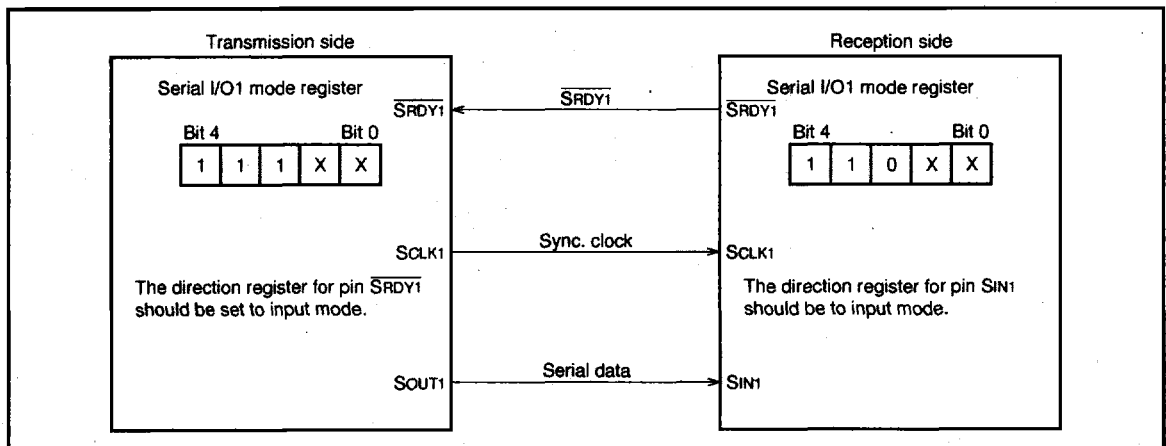 Transmission side
Serial I/O1 mode register
Bit 4 Bit 0
1 1 1 X X
SRDY1
SCLK1
The direction register for pin SRDY1
should be set to input mode.
SOUT1
SRDY1
Sync. clock
Serial data
Reception side
Serial I/O1 mode register
SRDY1
Bit 4 Bit 0
1 1 0 X X
SCLK1
The direction register for pin SIN1
should be to input mode.
SIN1